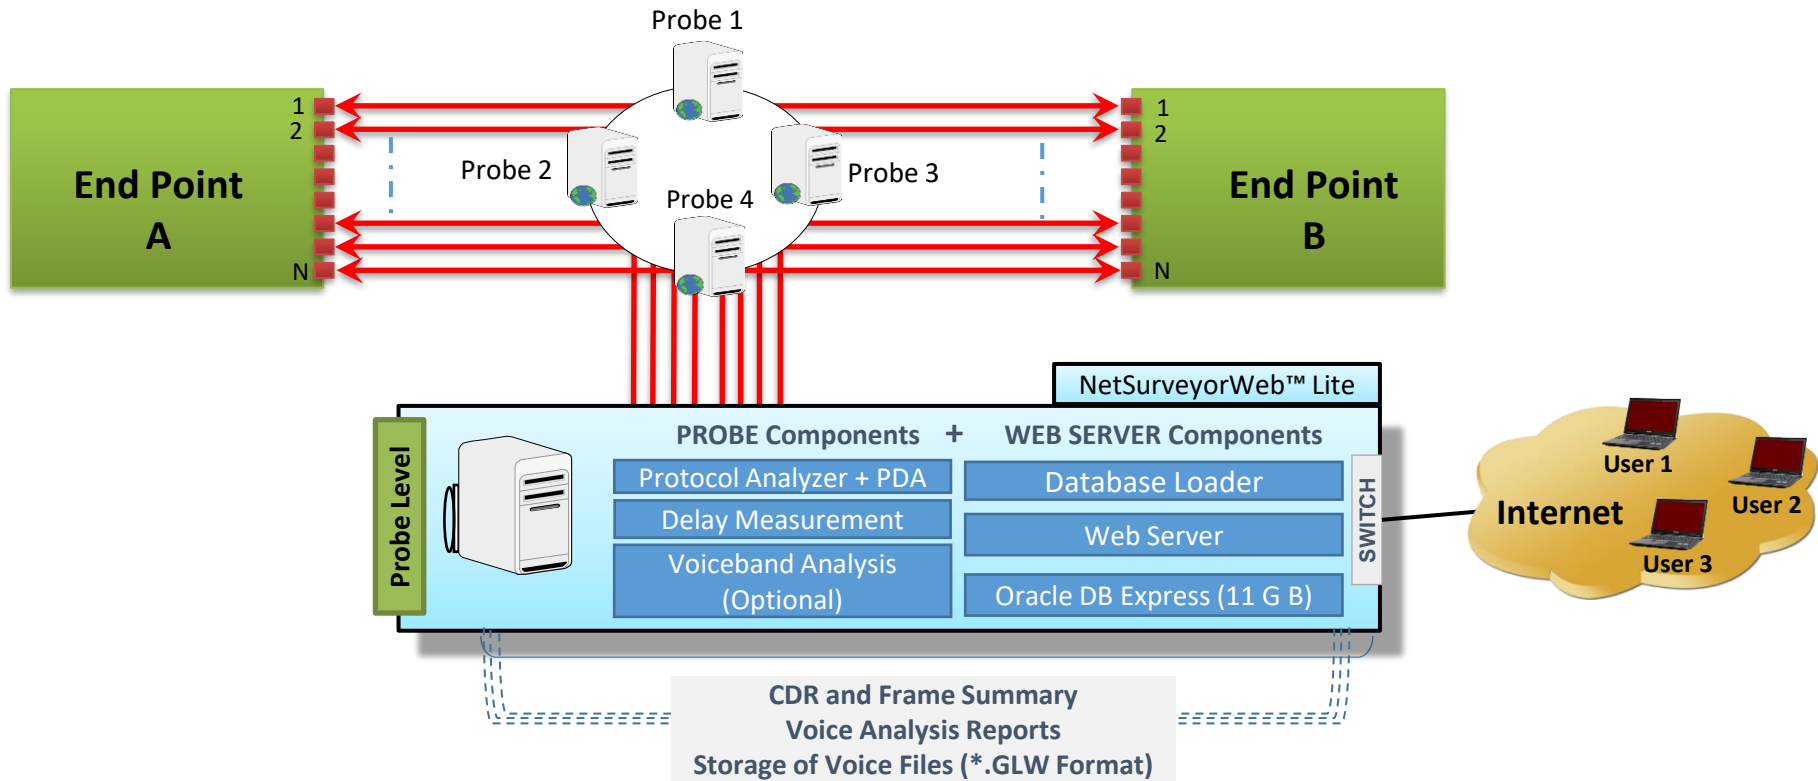 Probe 1
1
2
End Point
A
N
Probe 2
Probe 3
Probe 4
1
2
End Point
B
N
NetSurveyorWeb™ Lite
Probe Level
PROBE Components + WEB SERVER Components
Protocol Analyzer + PDA
Delay Measurement
Voiceband Analysis
(Optional)
Database Loader
Web Server
Oracle DB Express (11 G B)
SWITCH
Internet
User 1
User 2
User 3
CDR and Frame Summary
Voice Analysis Reports
Storage of Voice Files (*.GLW Format)